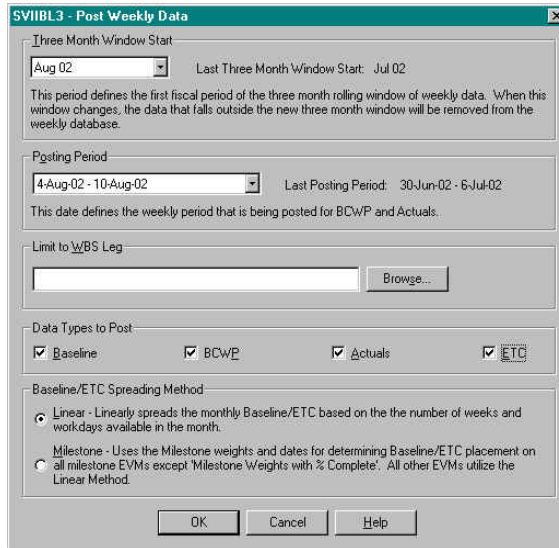 SVIIBL3 - Post Weekly Data
Three Month Window Start
Aug 02 Last Three Month Window Start: Jul 02
This period defines the first fiscal period of the three month rolling window of weekly data. When this
window changes, the data that falls outside the new three month window will be removed from the
weekly database.
Posting Period
4-Aug-02 - 10-Aug-02 Last Posting Period: 30-Jun-02 - 6-Jul-02
This date defines the weekly period that is being posted for BCWP and Actuals.
Limit to WBS Leg
Browse...
Data Types to Post
Baseline BCWP Actuals ETC
Baseline/ETC Spreading Method
Linear - Linearly spreads the monthly Baseline/ETC based on the the number of weeks and
workdays available in the month.
Milestone - Uses the Milestone weights and dates for determining Baseline/ETC placement on
all milestone EVMs except 'Milestone Weights with % Complete'. All other EVMs utilize the
Linear Method.
OK Cancel Help